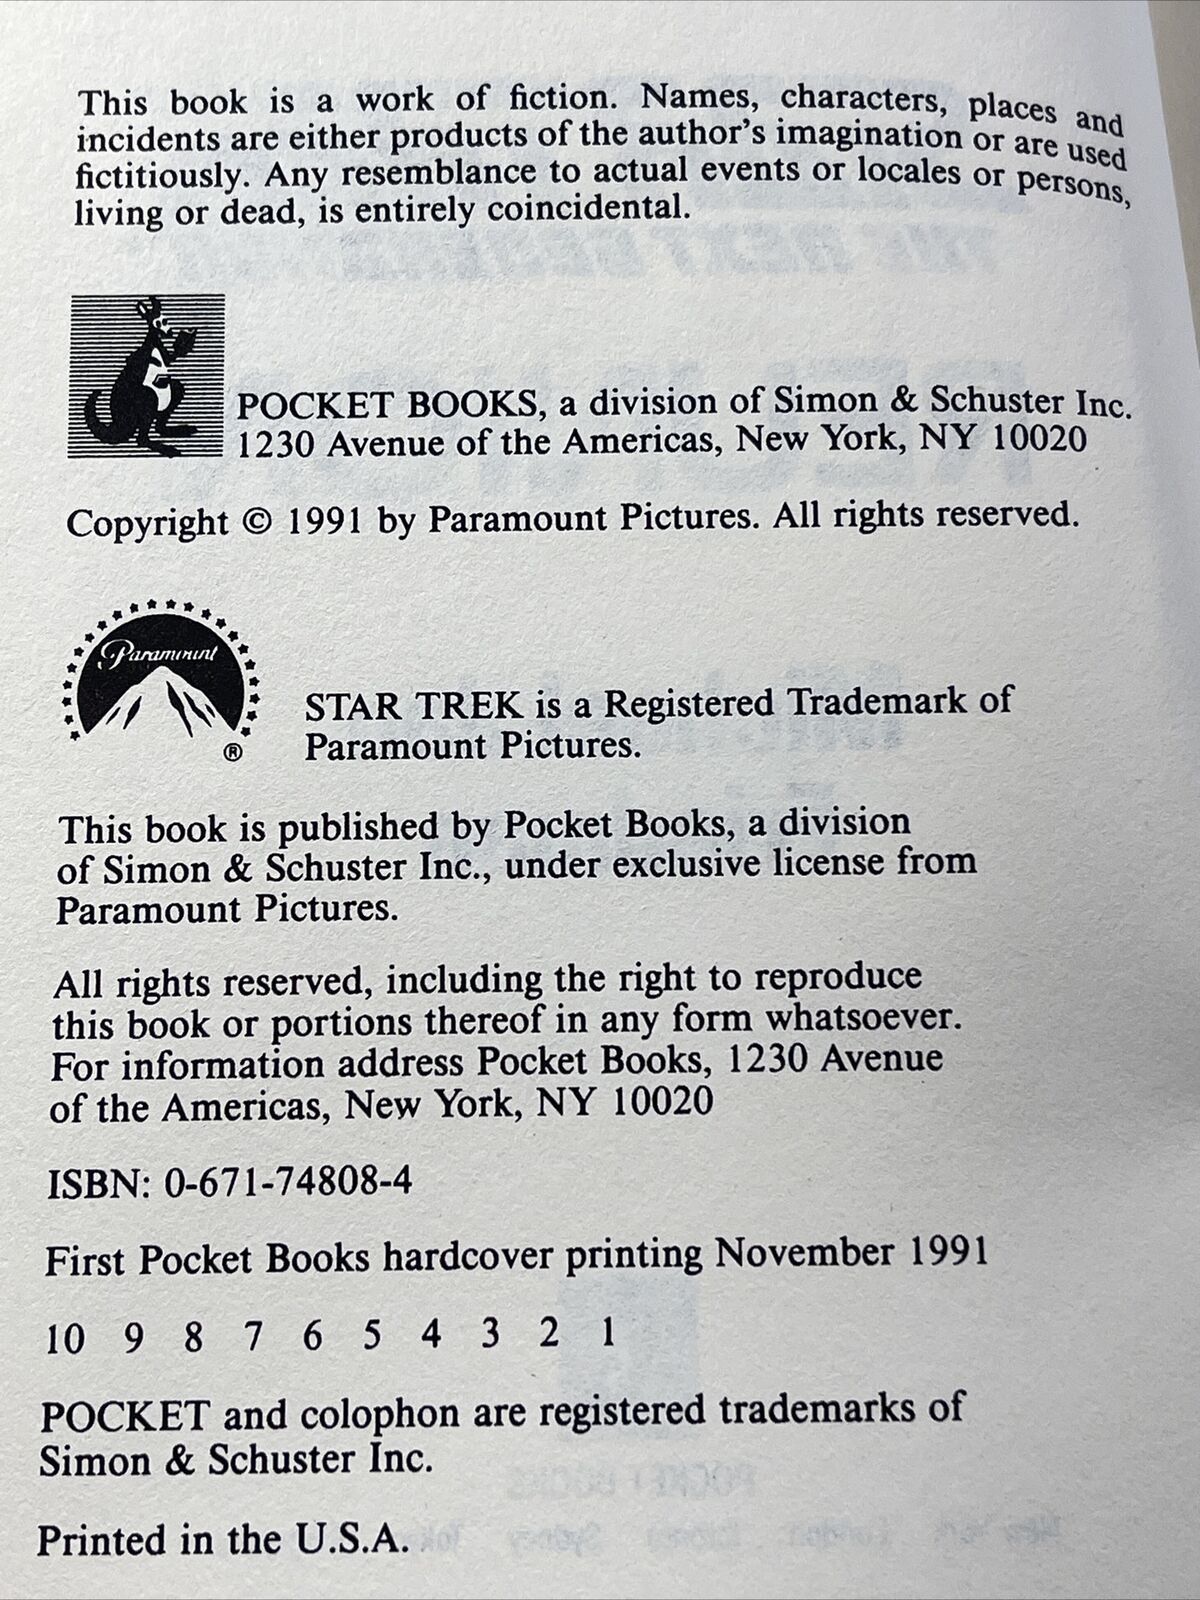 This book is a work of fiction. Names, characters, places and
incidents are either products of the author's imagination or are used
fictitiously. Any resemblance to actual events or locales or persons,
living or dead, is entirely coincidental.
POCKET BOOKS, a division of Simon & Schuster Inc.
1230 Avenue of the Americas, New York, NY 10020
Copyright © 1991 by Paramount Pictures. All rights reserved.
Paramount
®
STAR TREK is a Registered Trademark of
Paramount Pictures.
This book is published by Pocket Books, a division
of Simon & Schuster Inc., under exclusive license from
Paramount Pictures.
All rights reserved, including the right to reproduce
this book or portions thereof in any form whatsoever.
For information address Pocket Books, 1230 Avenue
of the Americas, New York, NY 10020
ISBN: 0-671-74808-4
First Pocket Books hardcover printing November 1991
10 9 8 7 6 5 4 3 2 1
POCKET and colophon are registered trademarks of
Simon & Schuster Inc.
Printed in the U.S.A.